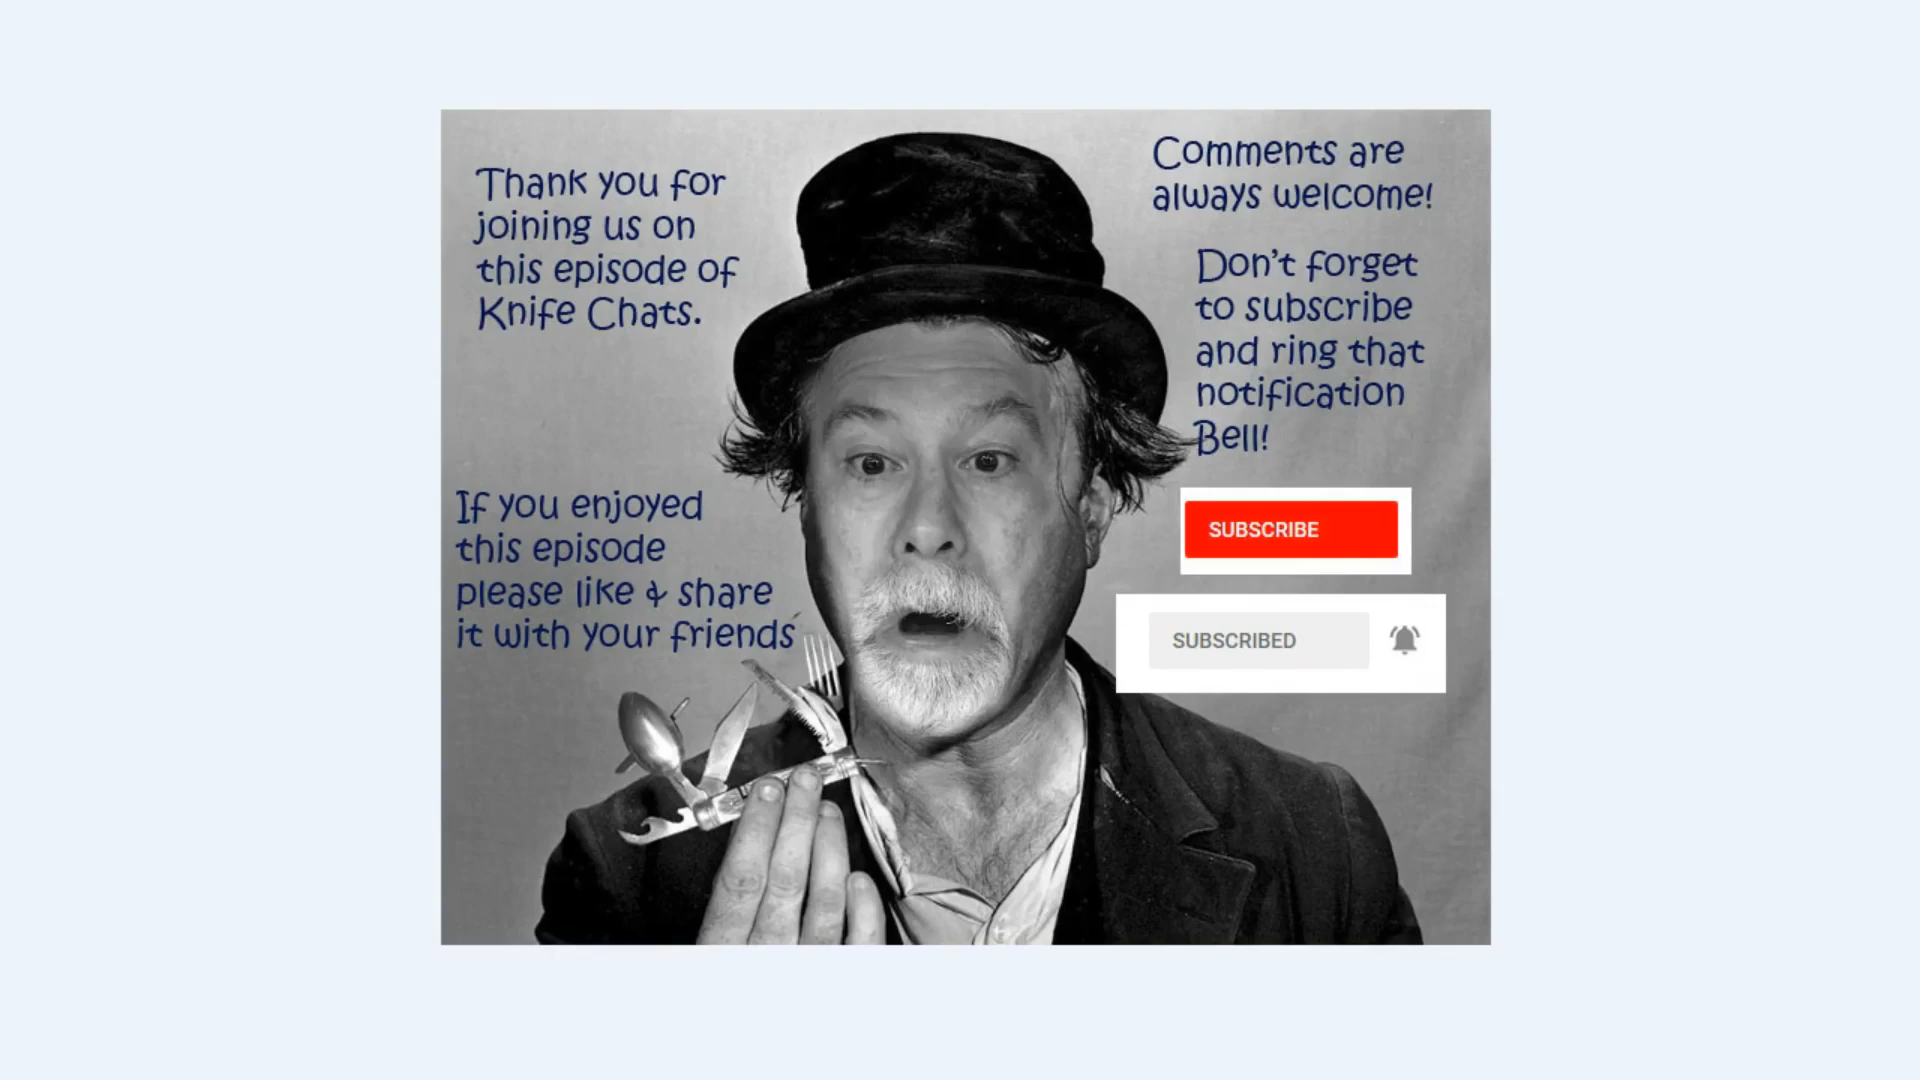 Thank you for
joining us on
this episode of
Knife Chats.
Comments are
always welcome!
Don't forget
to subscribe
and ring that
notification
Bell!
If you enjoyed
this episode
please like & share
it with your friends
SUBSCRIBE
SUBSCRIBED